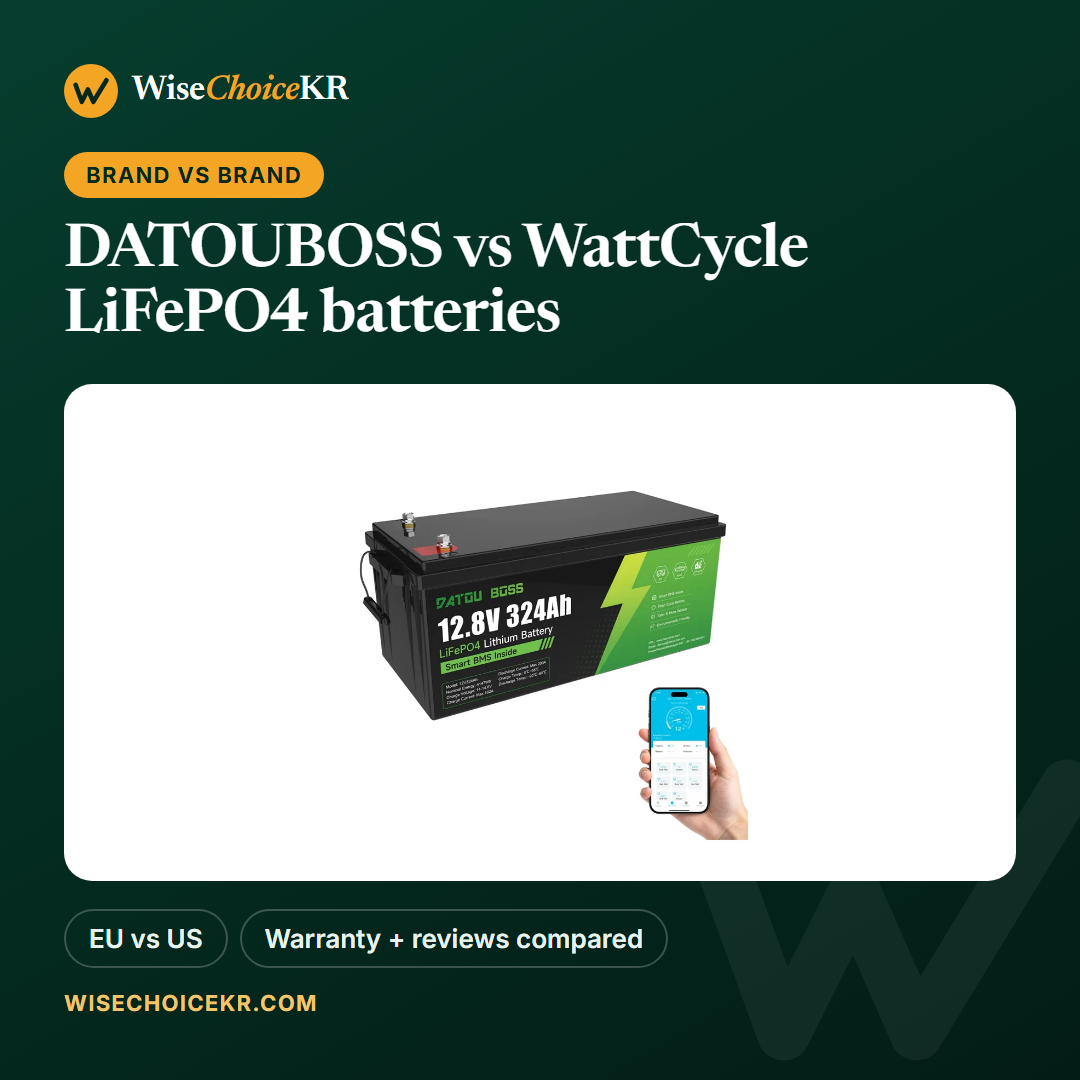 WiseChoiceKR
BRAND VS BRAND
DATOUBOSS vs WattCycle
LiFePO4 batteries
DATOU BOSS
12.8V 324Ah
LiFePO4 Lithium Battery
Smart BMS Inside
EU vs US
Warranty + reviews compared
WISECHOICEKR.COM